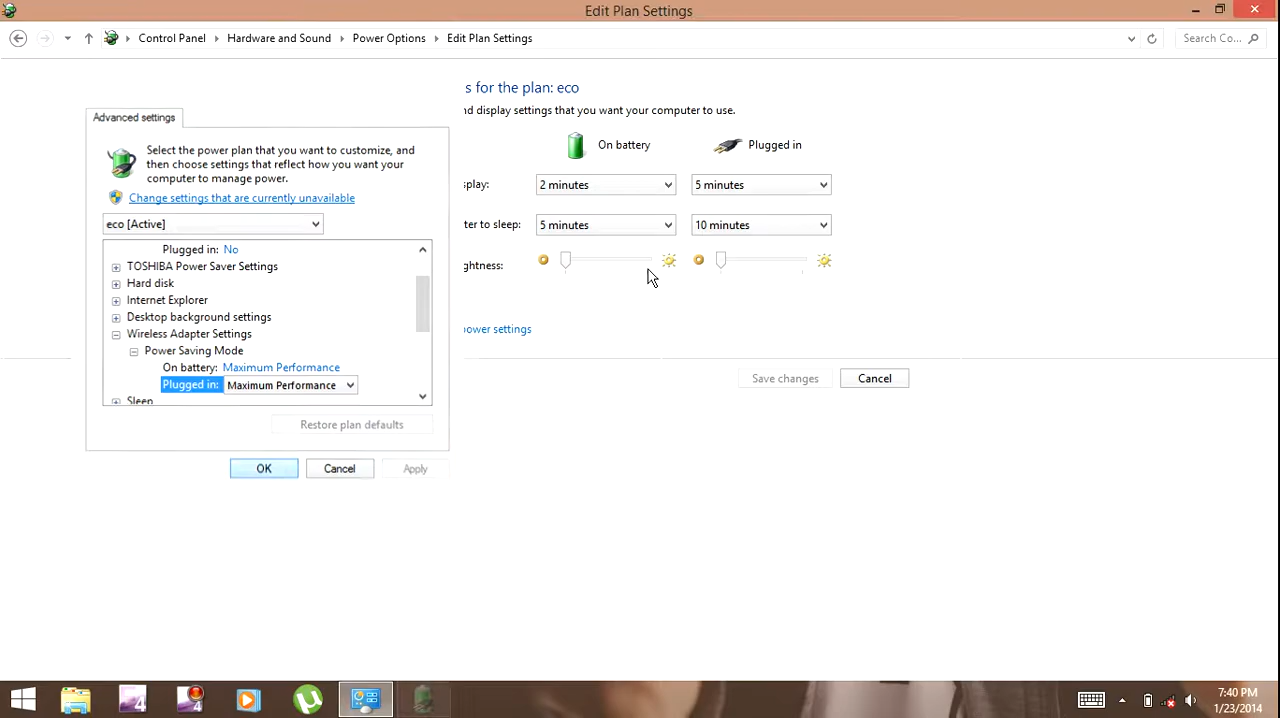 Edit Plan Settings
Control Panel Hardware and Sound Power Options Edit Plan Settings
Search Co...
s for the plan: eco
nd display settings that you want your computer to use.
On battery Plugged in
play: 2 minutes 5 minutes
ter to sleep: 5 minutes 10 minutes
ghtness:
power settings
Save changes Cancel
Advanced settings
Select the power plan that you want to customize, and
then choose settings that reflect how you want your
computer to manage power.
Change settings that are currently unavailable
eco [Active]
Plugged in: No
TOSHIBA Power Saver Settings
Hard disk
Internet Explorer
Desktop background settings
Wireless Adapter Settings
Power Saving Mode
On battery: Maximum Performance
Plugged in: Maximum Performance
Sleep
Restore plan defaults
OK Cancel Apply
4 4
7:40 PM
1/23/2014